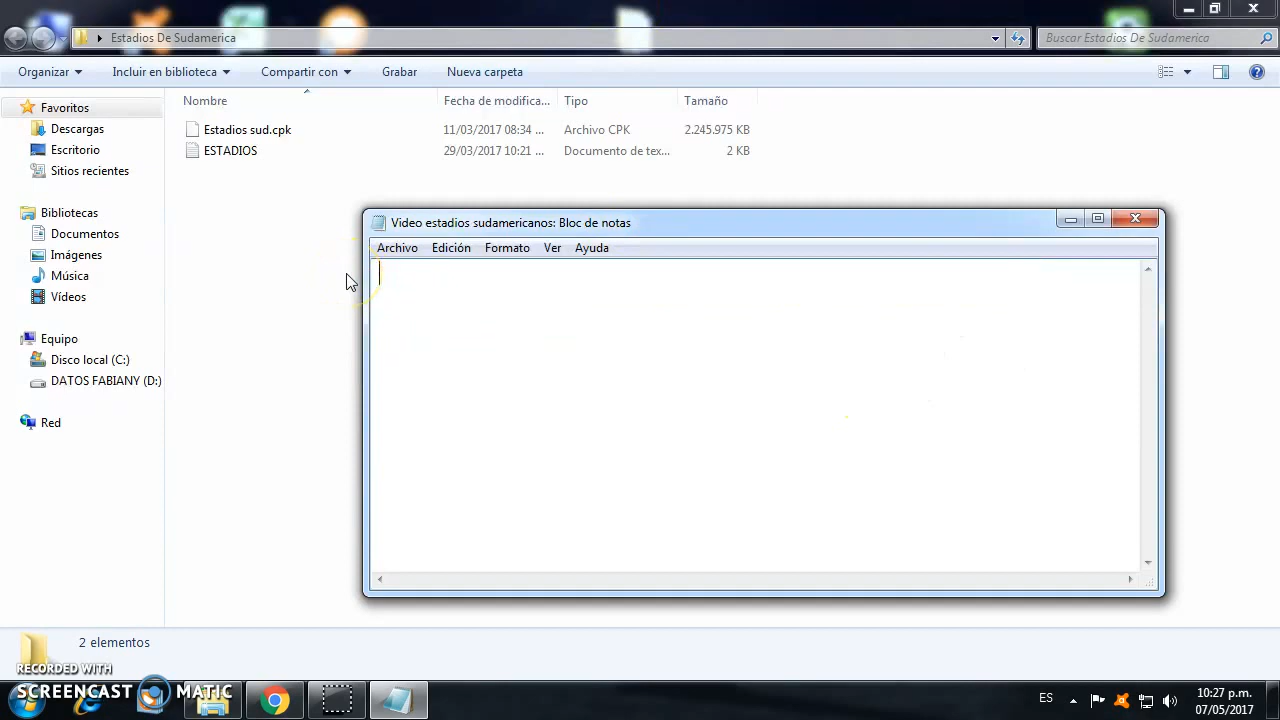 Estadios De Sudamerica
Buscar Estadios De Sudamerica
Organizar
Incluir en biblioteca
Compartir con
Grabar
Nueva carpeta
Favoritos
Descargas
Escritorio
Sitios recientes
Bibliotecas
Documentos
Imágenes
Música
Vídeos
Equipo
Disco local (C:)
DATOS FABIANY (D:)
Red
Nombre
Fecha de modifica...
Tipo
Tamaño
Estadios sud.cpk
11/03/2017 08:34 ...
Archivo CPK
2.245.975 KB
ESTADIOS
29/03/2017 10:21 ...
Documento de tex...
2 KB
Video estadios sudamericanos: Bloc de notas
Archivo
Edición
Formato
Ver
Ayuda
2 elementos
RECORDED WITH
SCREENCAST MATIC
ES
10:27 p.m.
07/05/2017